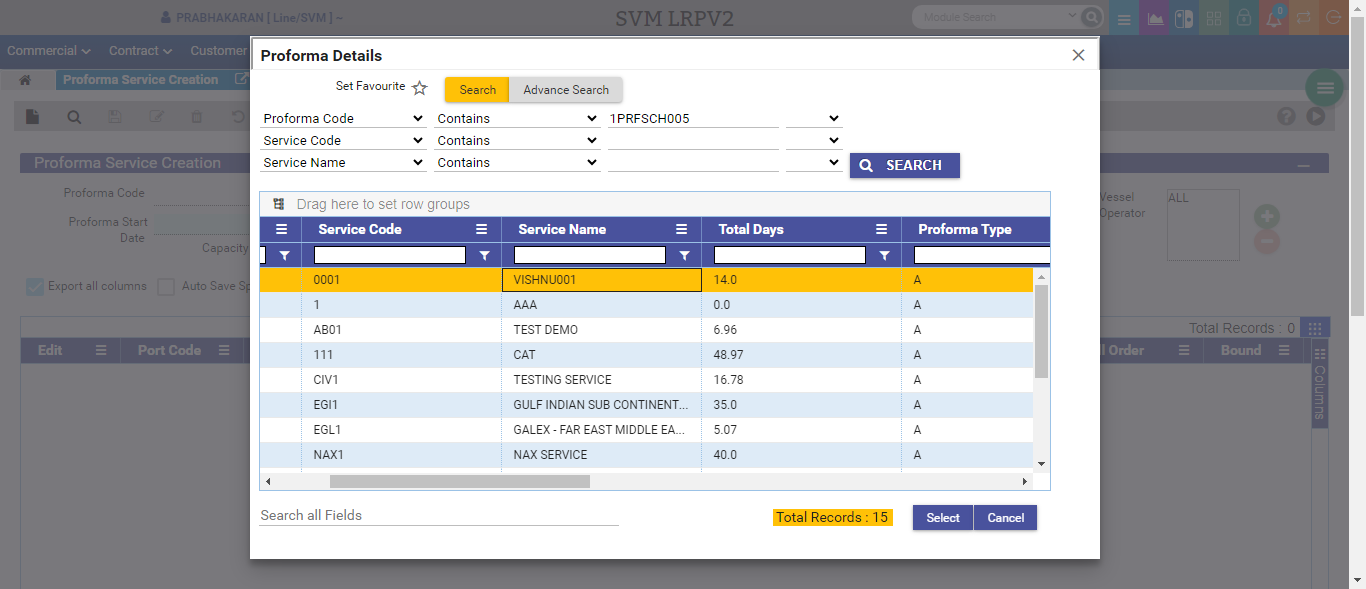 PRABHAKARAN [ Line/SVM ] ~
SVM LRPV2
Module Search
0
Commercial
Contract
Customer
Proforma Service Creation
Proforma Details
Set Favourite
Search
Advance Search
Proforma Code
Contains
1PRFSCH005
Service Code
Contains
Service Name
Contains
SEARCH
Proforma Service Creation
Proforma Code
Proforma Start
Date
Capacity
Vessel
Operator
ALL
Export all columns
Auto Save Sp
Drag here to set row groups
Service Code
Service Name
Total Days
Proforma Type
0001
VISHNU001
14.0
A
1
AAA
0.0
A
AB01
TEST DEMO
6.96
A
111
CAT
48.97
A
CIV1
TESTING SERVICE
16.78
A
EGI1
GULF INDIAN SUB CONTINENT...
35.0
A
EGL1
GALEX - FAR EAST MIDDLE EA...
5.07
A
NAX1
NAX SERVICE
40.0
A
Total Records : 0
Edit
Port Code
l Order
Bound
Columns
Search all Fields
Total Records : 15
Select
Cancel